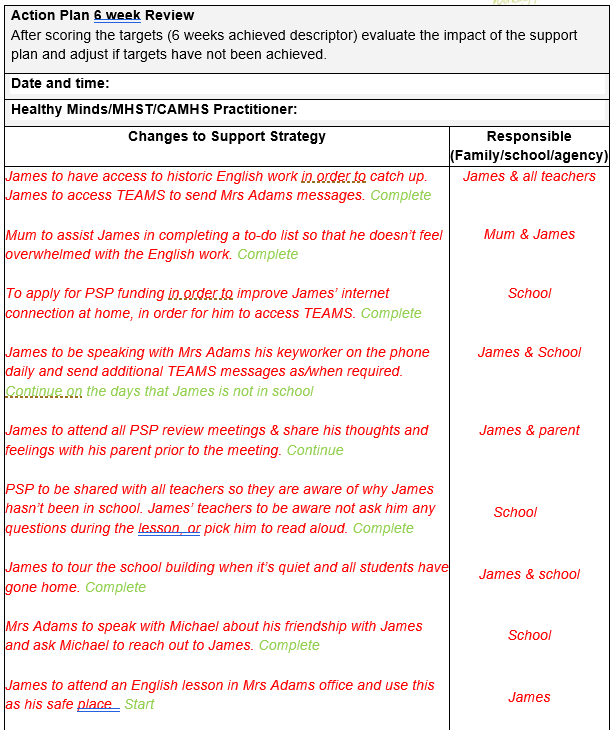 Action Plan 6 week Review
After scoring the targets (6 weeks achieved descriptor) evaluate the impact of the support
plan and adjust if targets have not been achieved.
Date and time:
Healthy Minds/MHST/CAMHS Practitioner:
Changes to Support Strategy
Responsible
(Family/school/agency)
James to have access to historic English work in order to catch up.
James to access TEAMS to send Mrs Adams messages. Complete
James & all teachers
Mum to assist James in completing a to-do list so that he doesn't feel
overwhelmed with the English work. Complete
Mum & James
To apply for PSP funding in order to improve James' internet
connection at home, in order for him to access TEAMS. Complete
School
James to be speaking with Mrs Adams his keyworker on the phone
daily and send additional TEAMS messages as/when required.
Continue on the days that James is not in school
James & School
James to attend all PSP review meetings & share his thoughts and
feelings with his parent prior to the meeting. Continue
James & parent
PSP to be shared with all teachers so they are aware of why James
hasn't been in school. James' teachers to be aware not ask him any
questions during the lesson, or pick him to read aloud. Complete
School
James to tour the school building when it's quiet and all students have
gone home. Complete
James & school
Mrs Adams to speak with Michael about his friendship with James
and ask Michael to reach out to James. Complete
School
James to attend an English lesson in Mrs Adams office and use this
as his safe place. Start
James